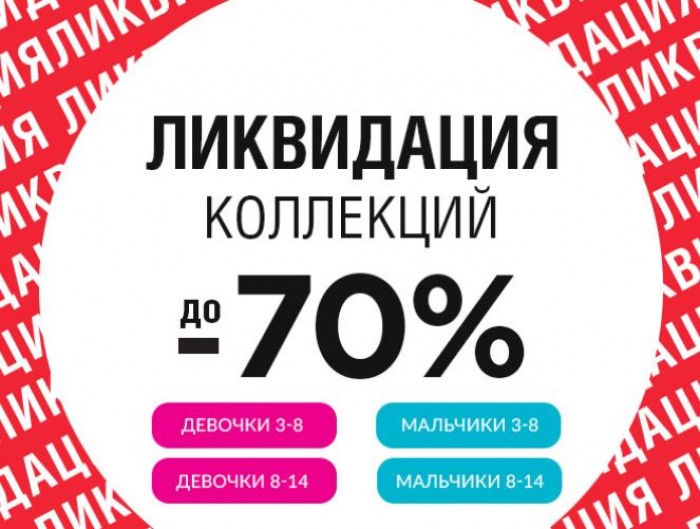 ЛИКВИДАЦИЯ
КОЛЛЕКЦИЙ
ДО
-70%
ДЕВОЧКИ 3-8
МАЛЬЧИКИ 3-8
ДЕВОЧКИ 8-14
МАЛЬЧИКИ 8-14